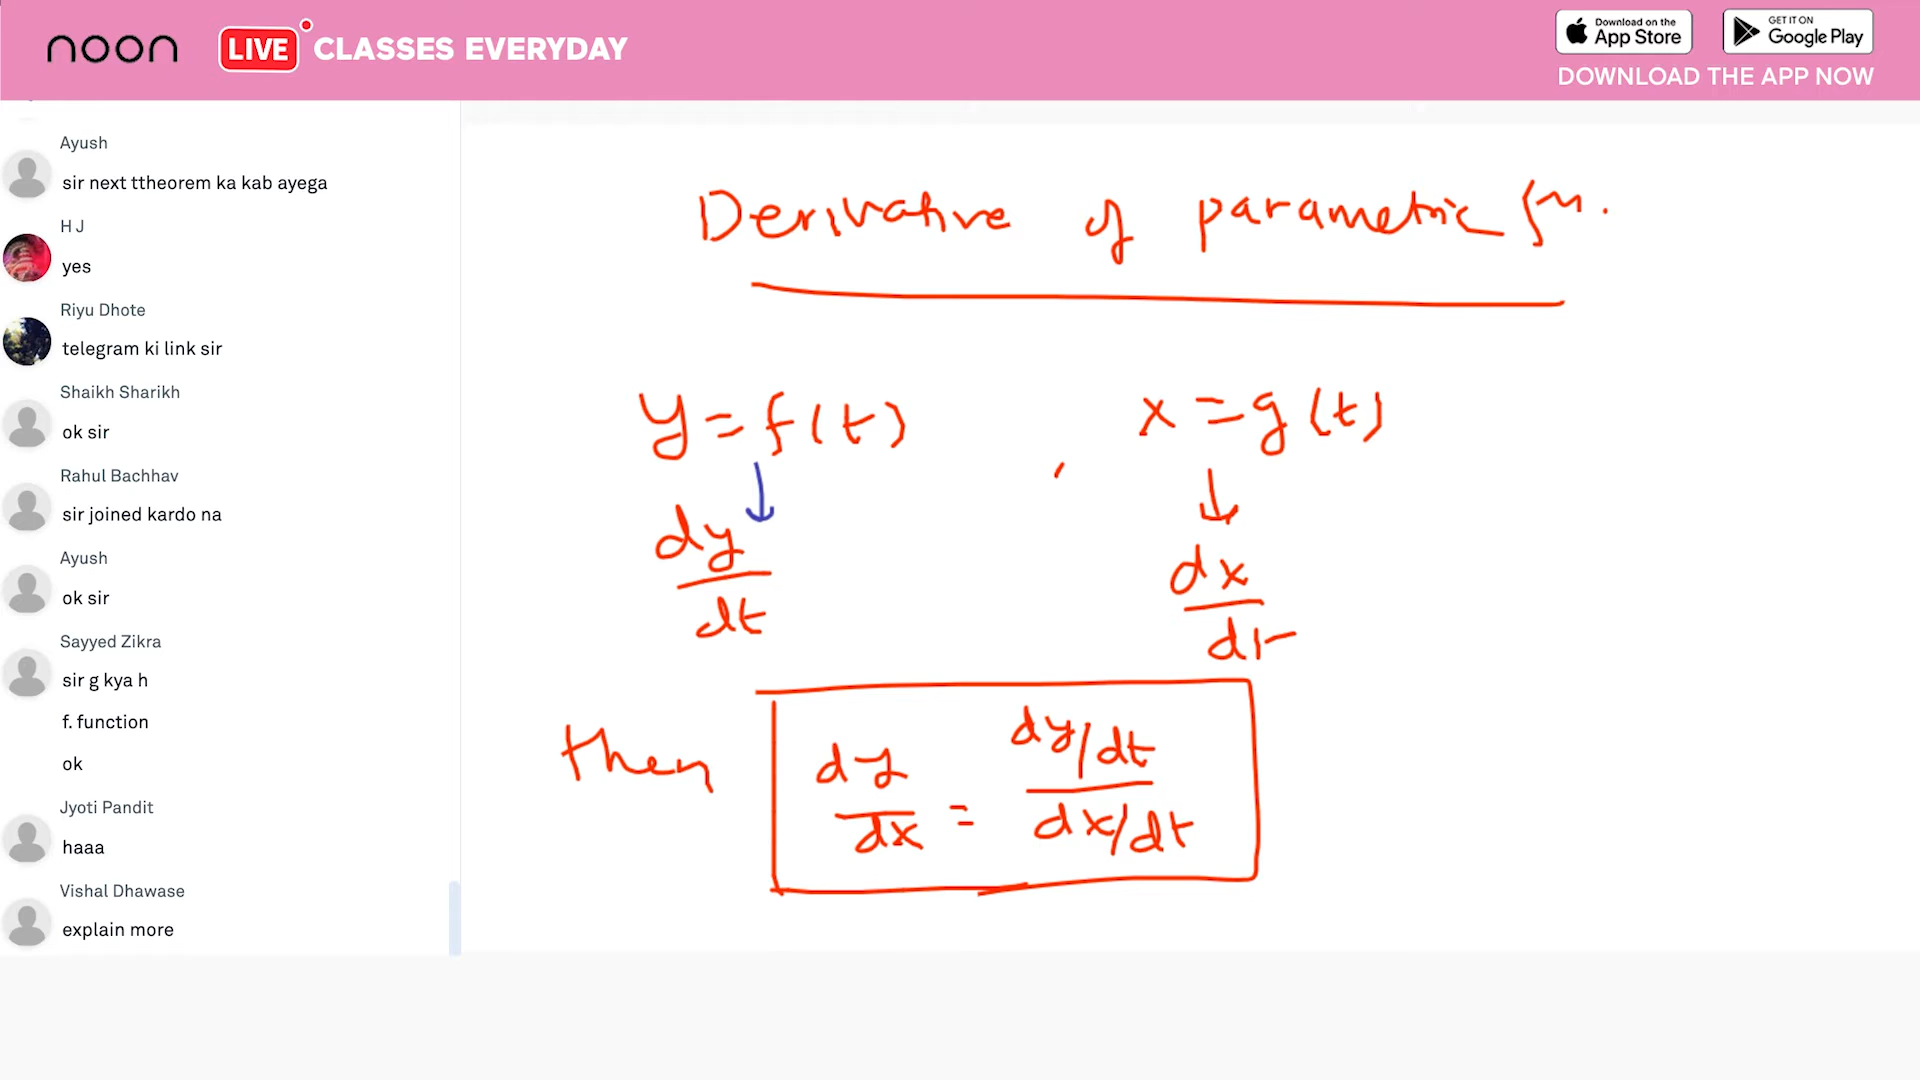 noon LIVE CLASSES EVERYDAY
Download on the App Store
GET IT ON Google Play
DOWNLOAD THE APP NOW
Ayush
sir next ttheorem ka kab ayega
H J
yes
Riyu Dhote
telegram ki link sir
Shaikh Sharikh
ok sir
Rahul Bachhav
sir joined kardo na
Ayush
ok sir
Sayyed Zikra
sir g kya h
f. function
ok
Jyoti Pandit
haaa
Vishal Dhawase
explain more
Derivative of parametric fn.
y = f(t) , x = g(t)
↓ ↓
dy/dt dx/dt
then dy/dx = (dy/dt)/(dx/dt)